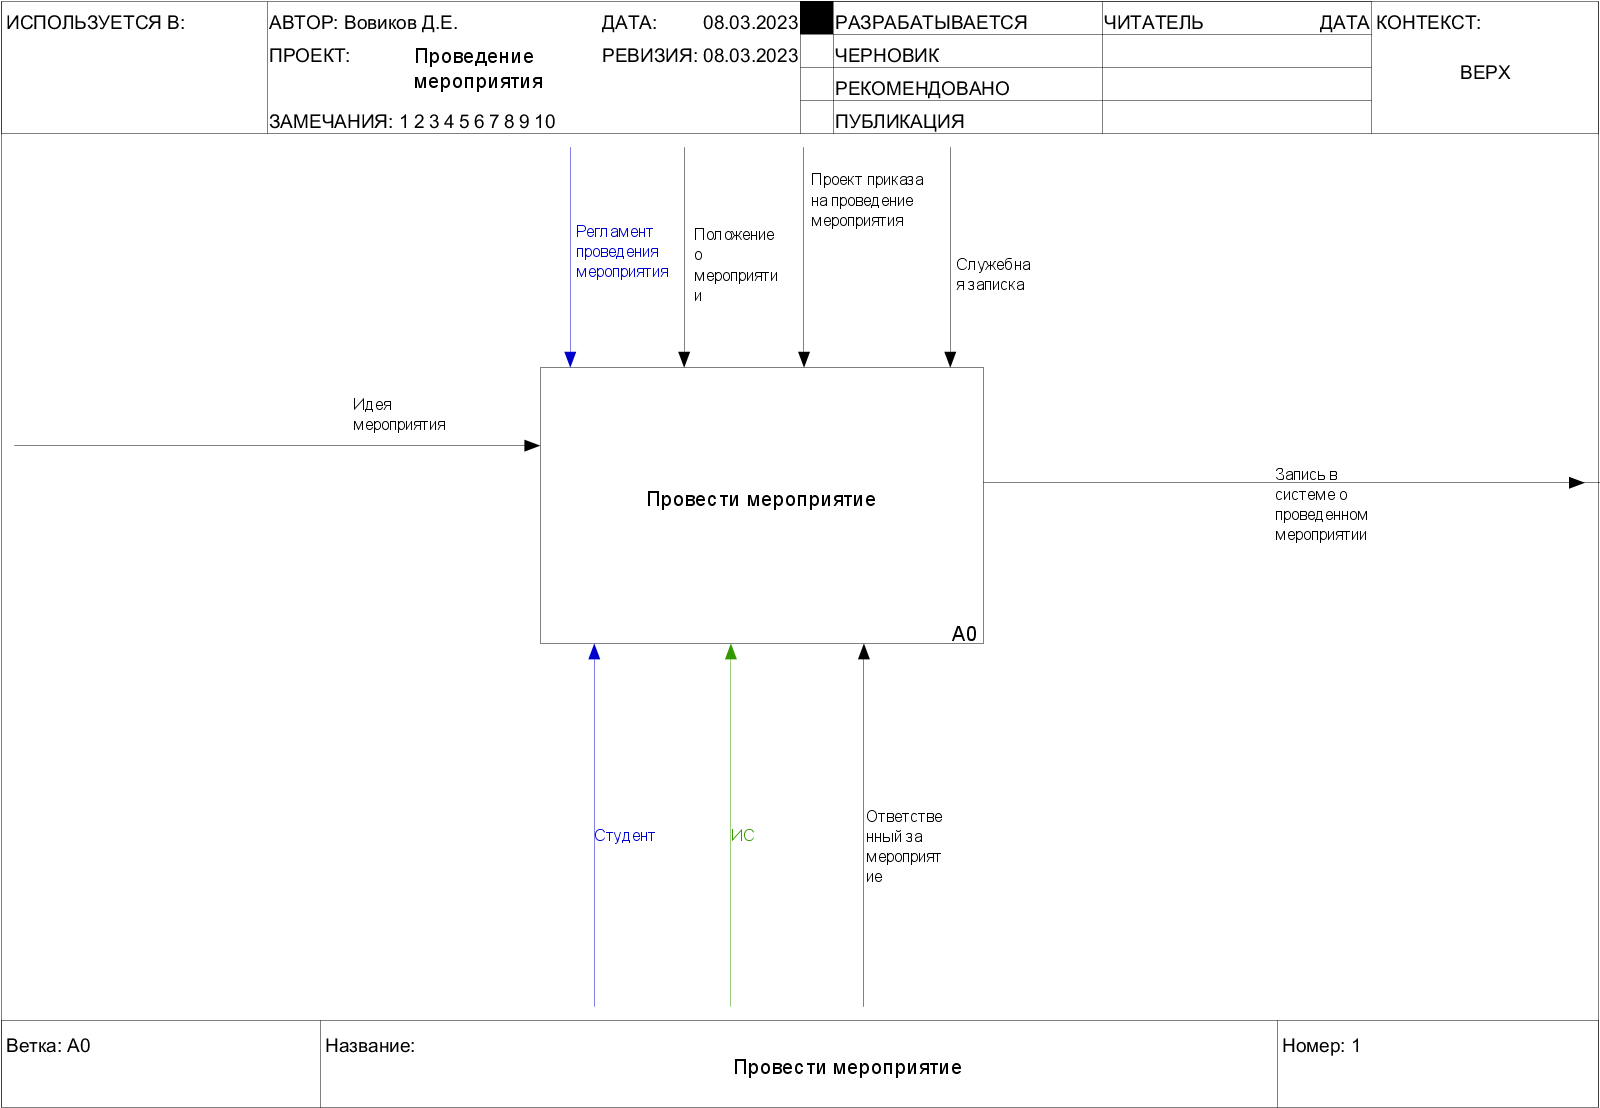 ИСПОЛЬЗУЕТСЯ В:
АВТОР: Вовиков Д.Е.
ДАТА: 08.03.2023
РАЗРАБАТЫВАЕТСЯ
ЧИТАТЕЛЬ
ДАТА
КОНТЕКСТ:
ПРОЕКТ:
Проведение
мероприятия
РЕВИЗИЯ: 08.03.2023
ЧЕРНОВИК
ВЕРХ
РЕКОМЕНДОВАНО
ЗАМЕЧАНИЯ: 1 2 3 4 5 6 7 8 9 10
ПУБЛИКАЦИЯ
Регламент
проведения
мероприятия
Положение
о
мероприяти
и
Проект приказа
на проведение
мероприятия
Служебна
я записка
Идея
мероприятия
Провести мероприятие
A0
Запись в
системе о
проведенном
мероприятии
Студент
ИС
Ответстве
нный за
мероприят
ие
Ветка: A0
Название:
Провести мероприятие
Номер: 1